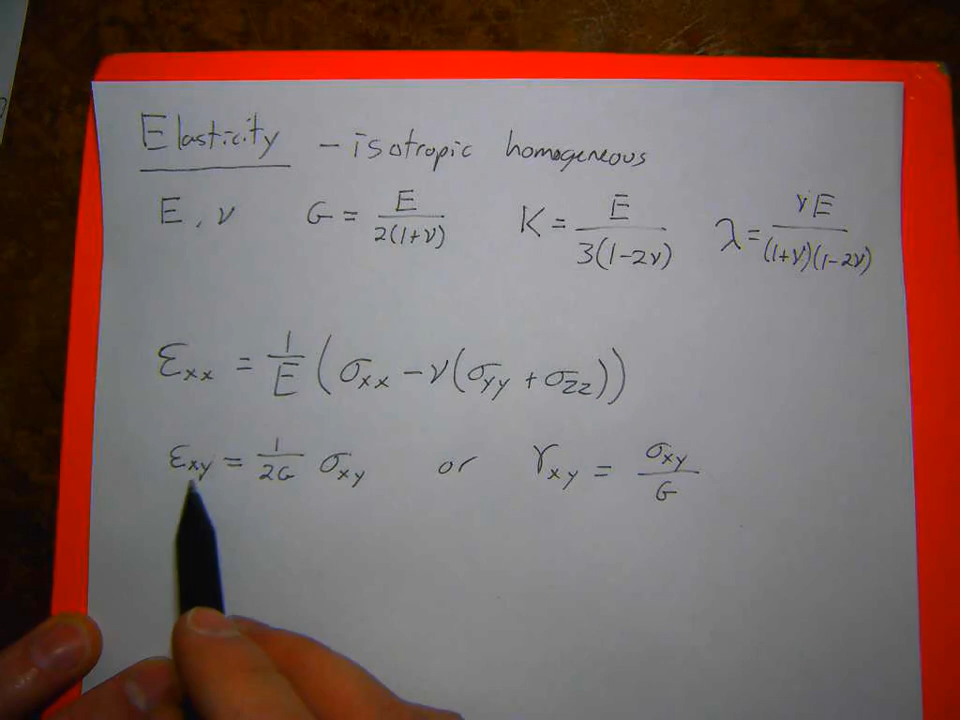 Elasticity - isotropic homogeneous
E, ν G = E/2(1+ν) K = E/3(1-2ν) λ = νE/(1+ν)(1-2ν)
εxx = 1/E (σxx - ν(σyy + σzz))
εxy = 1/2G σxy or γxy = σxy/G